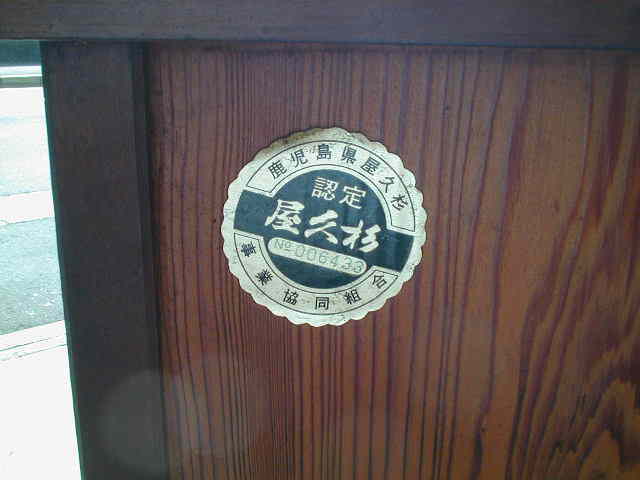 鹿児島県屋久杉
認定
屋久杉
№006433
事業協同組合